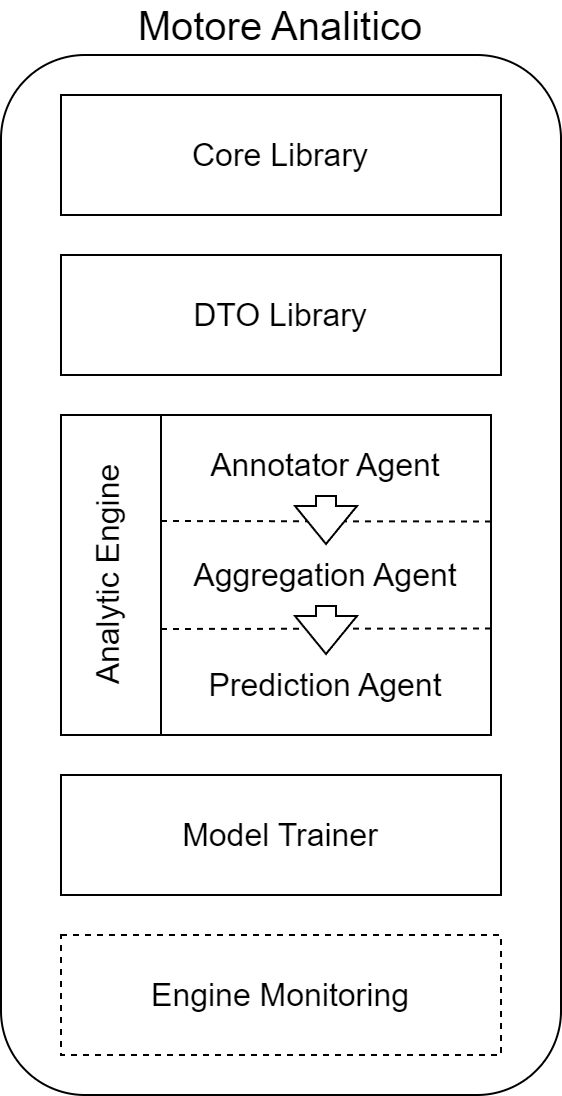 Motore Analitico
Core Library
DTO Library
Analytic Engine
Annotator Agent
Aggregation Agent
Prediction Agent
Model Trainer
Engine Monitoring